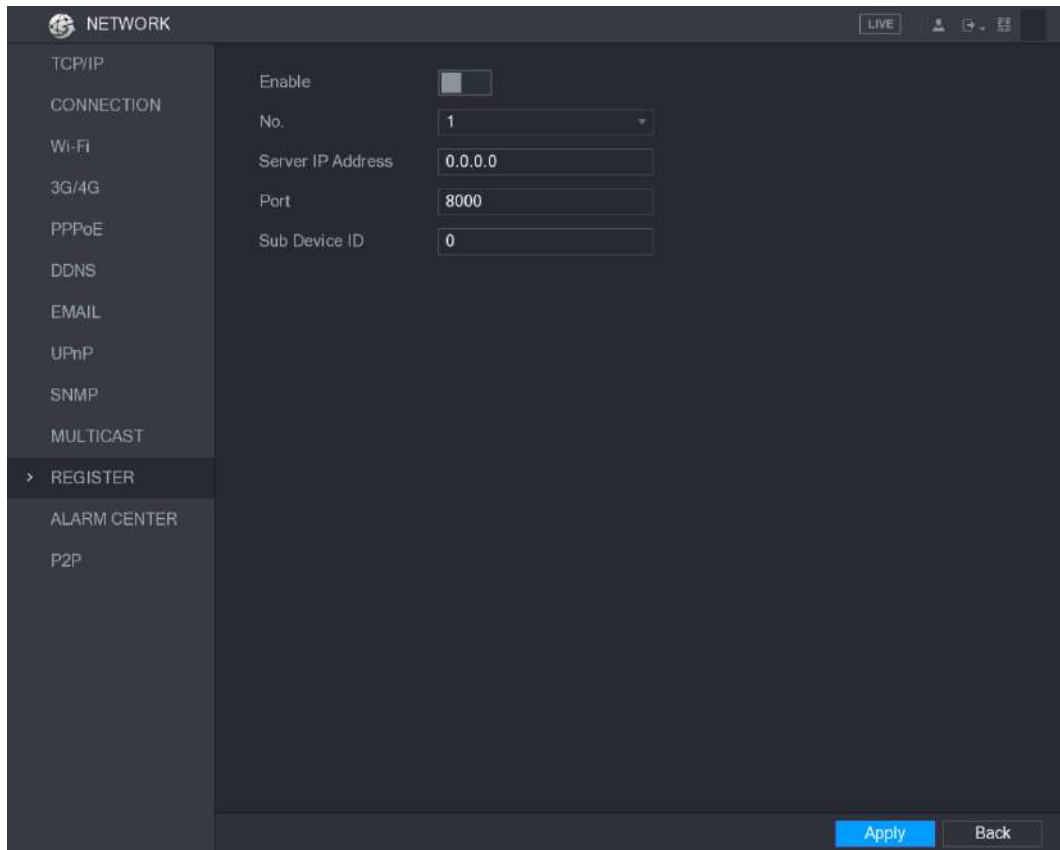 NETWORK
LIVE
TCP/IP
CONNECTION
Wi-Fi
3G/4G
PPPoE
DDNS
EMAIL
UPnP
SNMP
MULTICAST
REGISTER
ALARM CENTER
P2P
Enable
No. 1
Server IP Address 0.0.0.0
Port 8000
Sub Device ID 0
Apply Back